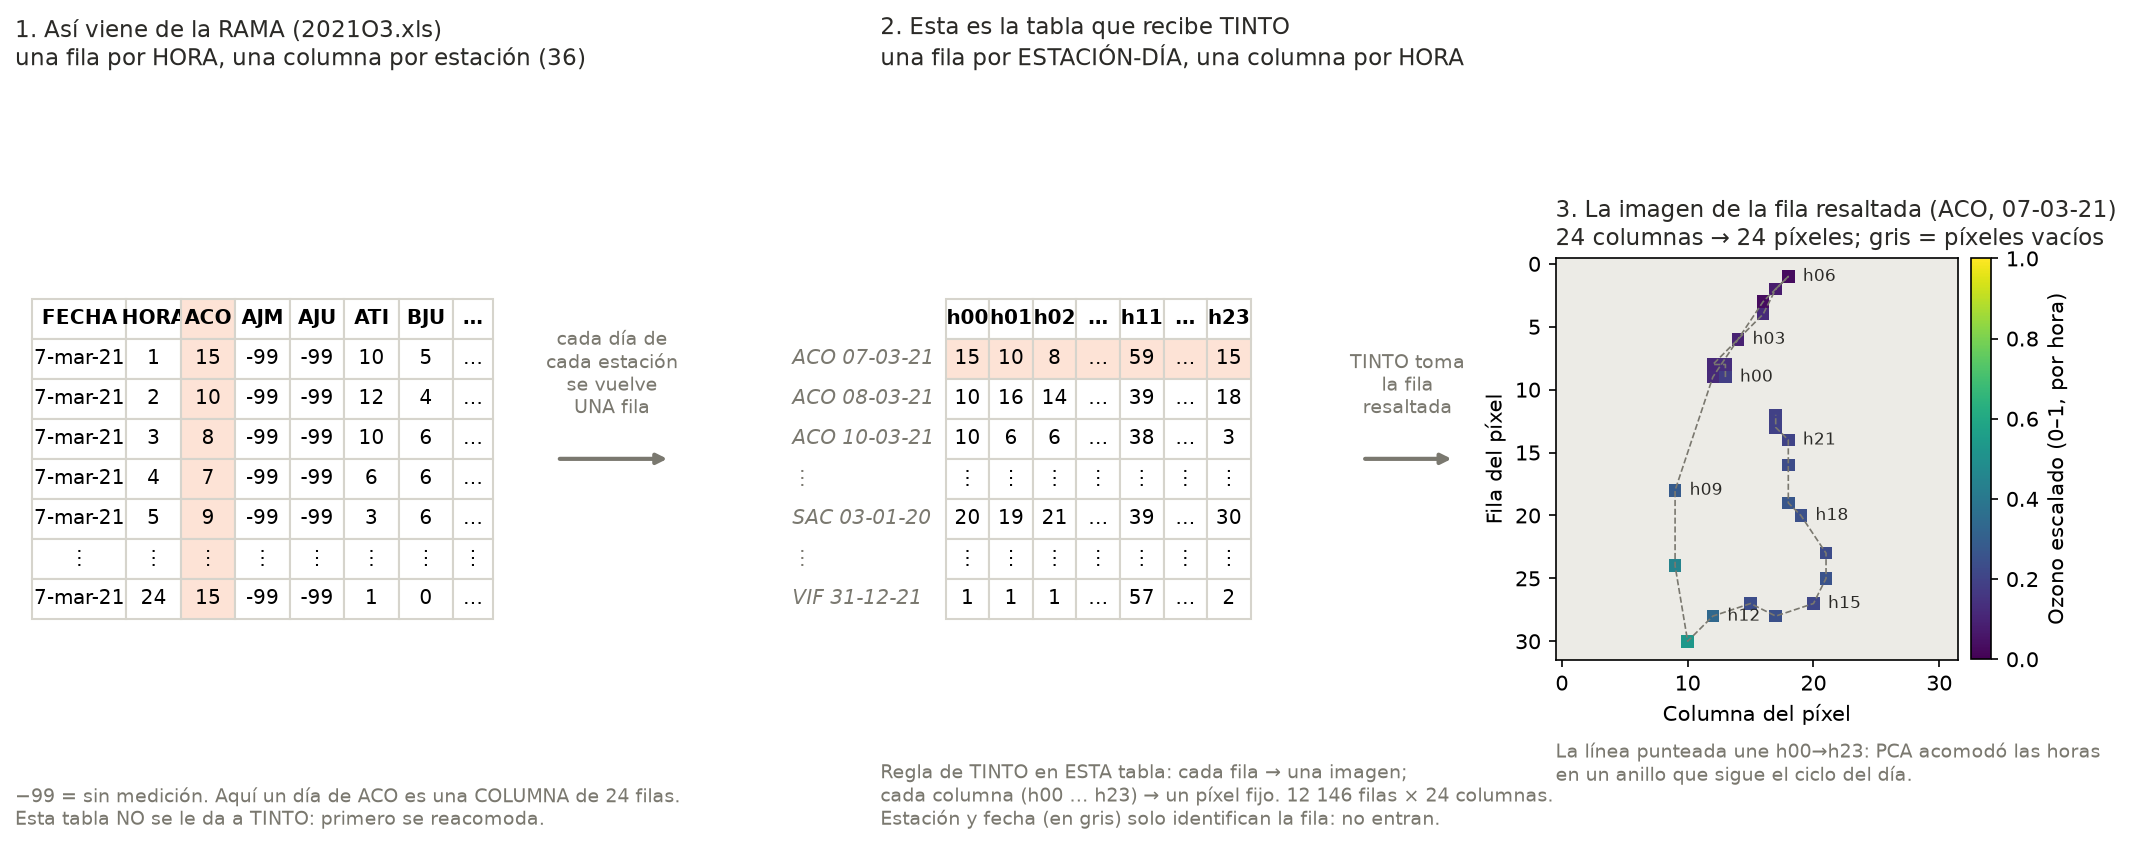 1. Así viene de la RAMA (2021O3.xls)
una fila por HORA, una columna por estación (36)
FECHA HORA ACO AJM AJU ATI BJU ...
7-mar-21 1 15 -99 -99 10 5 ...
7-mar-21 2 10 -99 -99 12 4 ...
7-mar-21 3 8 -99 -99 10 6 ...
7-mar-21 4 7 -99 -99 6 6 ...
7-mar-21 5 9 -99 -99 3 6 ...
⋮ ⋮ ⋮ ⋮ ⋮ ⋮ ⋮ ⋮
7-mar-21 24 15 -99 -99 1 0 ...
−99 = sin medición. Aquí un día de ACO es una COLUMNA de 24 filas.
Esta tabla NO se le da a TINTO: primero se reacomoda.
cada día de
cada estación
se vuelve
UNA fila
2. Esta es la tabla que recibe TINTO
una fila por ESTACIÓN-DÍA, una columna por HORA
h00 h01 h02 ... h11 ... h23
ACO 07-03-21 15 10 8 ... 59 ... 15
ACO 08-03-21 10 16 14 ... 39 ... 18
ACO 10-03-21 10 6 6 ... 38 ... 3
⋮ ⋮ ⋮ ⋮ ⋮ ⋮ ⋮ ⋮
SAC 03-01-20 20 19 21 ... 39 ... 30
⋮ ⋮ ⋮ ⋮ ⋮ ⋮ ⋮ ⋮
VIF 31-12-21 1 1 1 ... 57 ... 2
Regla de TINTO en ESTA tabla: cada fila → una imagen;
cada columna (h00 ... h23) → un píxel fijo. 12 146 filas × 24 columnas.
Estación y fecha (en gris) solo identifican la fila: no entran.
TINTO toma
la fila
resaltada
3. La imagen de la fila resaltada (ACO, 07-03-21)
24 columnas → 24 píxeles; gris = píxeles vacíos
Fila del píxel
0
5
10
15
20
25
30
h06
h03
h00
h21
h09
h18
h15
h12
0 10 20 30
Columna del píxel
1.0
0.8
0.6
0.4
0.2
0.0
Ozono escalado (0–1, por hora)
La línea punteada une h00→h23: PCA acomodó las horas
en un anillo que sigue el ciclo del día.